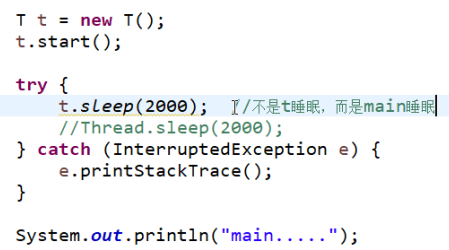 T t = new T();
t.start();
try {
t.sleep(2000); //不是t睡眠，而是main睡眠
//Thread.sleep(2000);
} catch (InterruptedException e) {
e.printStackTrace();
}
System.out.println("main.....");